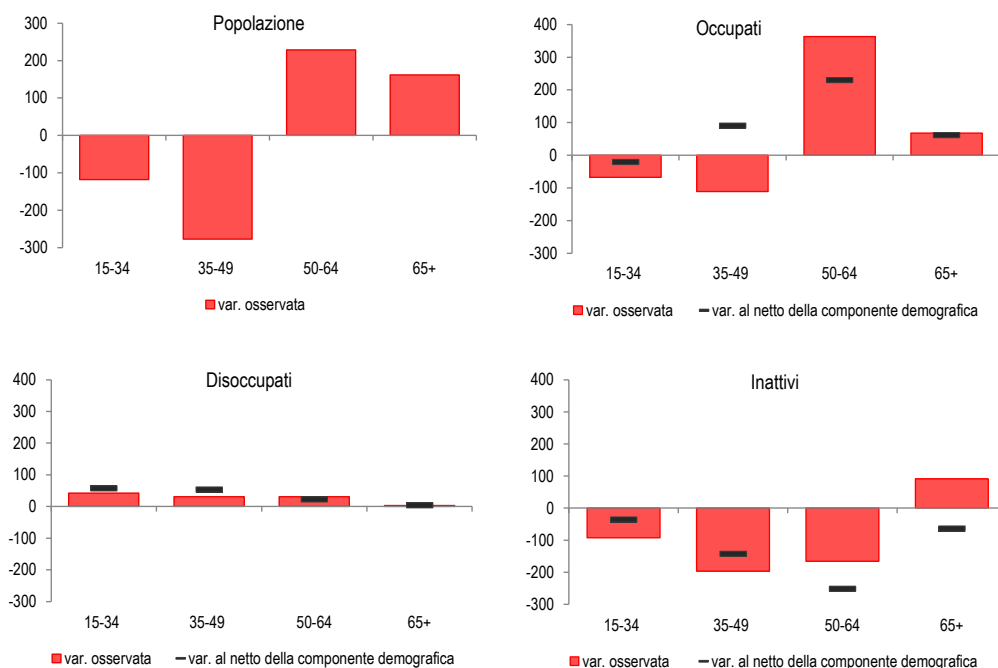 Popolazione
300
200
100
0
-100
-200
-300
15-34 35-49 50-64 65+
var. osservata
Occupati
400
300
200
100
0
-100
-200
-300
15-34 35-49 50-64 65+
var. osservata var. al netto della componente demografica
Disoccupati
400
300
200
100
0
-100
-200
-300
15-34 35-49 50-64 65+
var. osservata var. al netto della componente demografica
Inattivi
400
300
200
100
0
-100
-200
-300
15-34 35-49 50-64 65+
var. osservata var. al netto della componente demografica